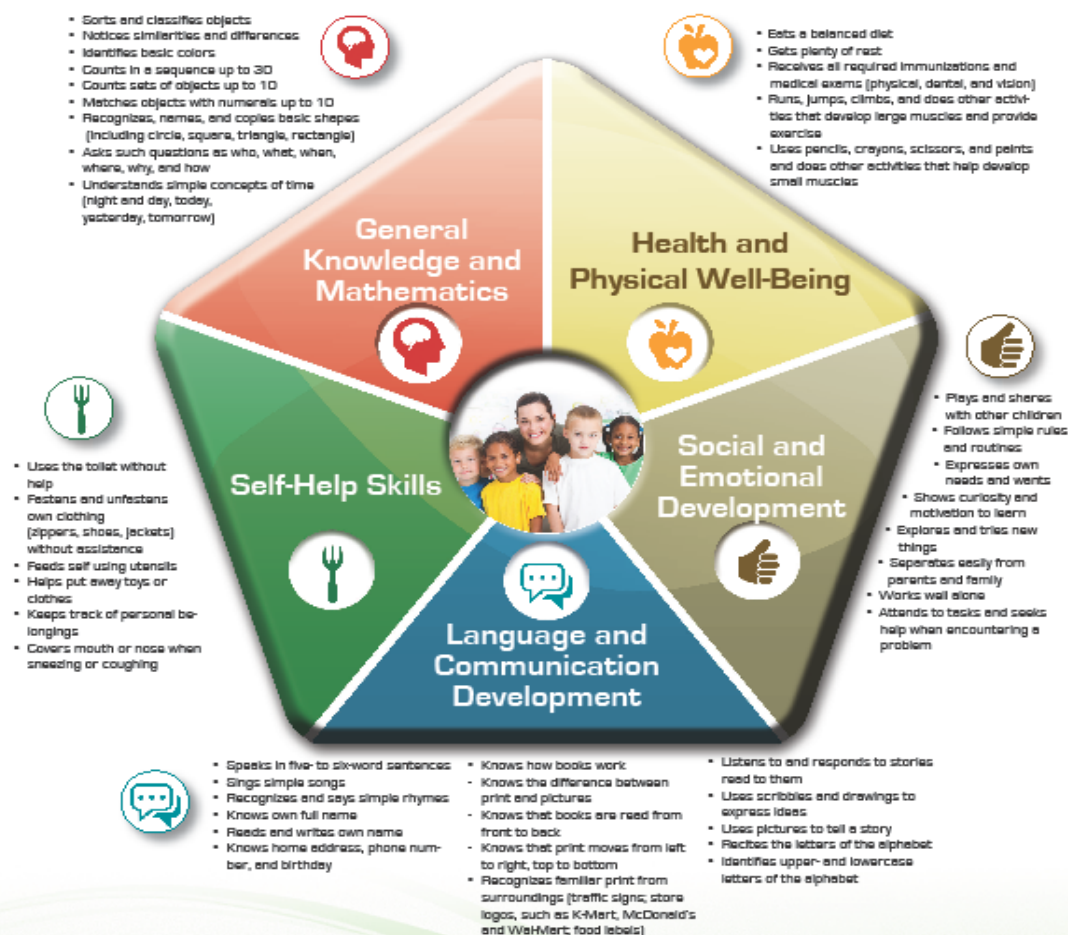 • Sorts and classifies objects
• Notices similarities and differences
• Identifies basic colors
• Counts in a sequence up to 30
• Counts sets of objects up to 10
• Matches objects with numerals up to 10
• Recognizes, names, and copies basic shapes
(including circle, square, triangle, rectangle)
• Asks such questions as who, what, when,
where, why, and how
• Understands simple concepts of time
(night and day, today,
yesterday, tomorrow)
• Eats a balanced diet
• Gets plenty of rest
• Receives all required immunizations and
medical exams (physical, dental, and vision)
• Runs, jumps, climbs, and does other activi-
ties that develop large muscles and provide
exercise
• Uses pencils, crayons, scissors, and paints
and does other activities that help develop
small muscles
General
Knowledge and
Mathematics
Health and
Physical Well-Being
Self-Help Skills
Social and
Emotional
Development
Language and
Communication
Development
• Uses the toilet without
help
• Fastens and unfastens
own clothing
(zippers, shoes, jackets)
without assistance
• Feeds self using utensils
• Helps put away toys or
clothes
• Keeps track of personal be-
longings
• Covers mouth or nose when
sneezing or coughing
• Plays and shares
with other children
• Follows simple rules
and routines
• Expresses own
needs and wants
• Shows curiosity and
motivation to learn
• Explores and tries new
things
• Separates easily from
parents and family
• Works well alone
• Attends to tasks and seeks
help when encountering a
problem
• Speaks in five- to six-word sentences
• Sings simple songs
• Recognizes and says simple rhymes
• Knows own full name
• Reads and writes own name
• Knows home address, phone num-
ber, and birthday
• Knows how books work
- Knows the difference between
print and pictures
- Knows that books are read from
front to back
- Knows that print moves from left
to right, top to bottom
• Recognizes familiar print from
surroundings (traffic signs; store
logos, such as K-Mart, McDonald's
and Wal-Mart; food labels)
• Listens to and responds to stories
read to them
• Uses scribbles and drawings to
express ideas
• Uses pictures to tell a story
• Recites the letters of the alphabet
• Identifies upper- and lowercase
letters of the alphabet